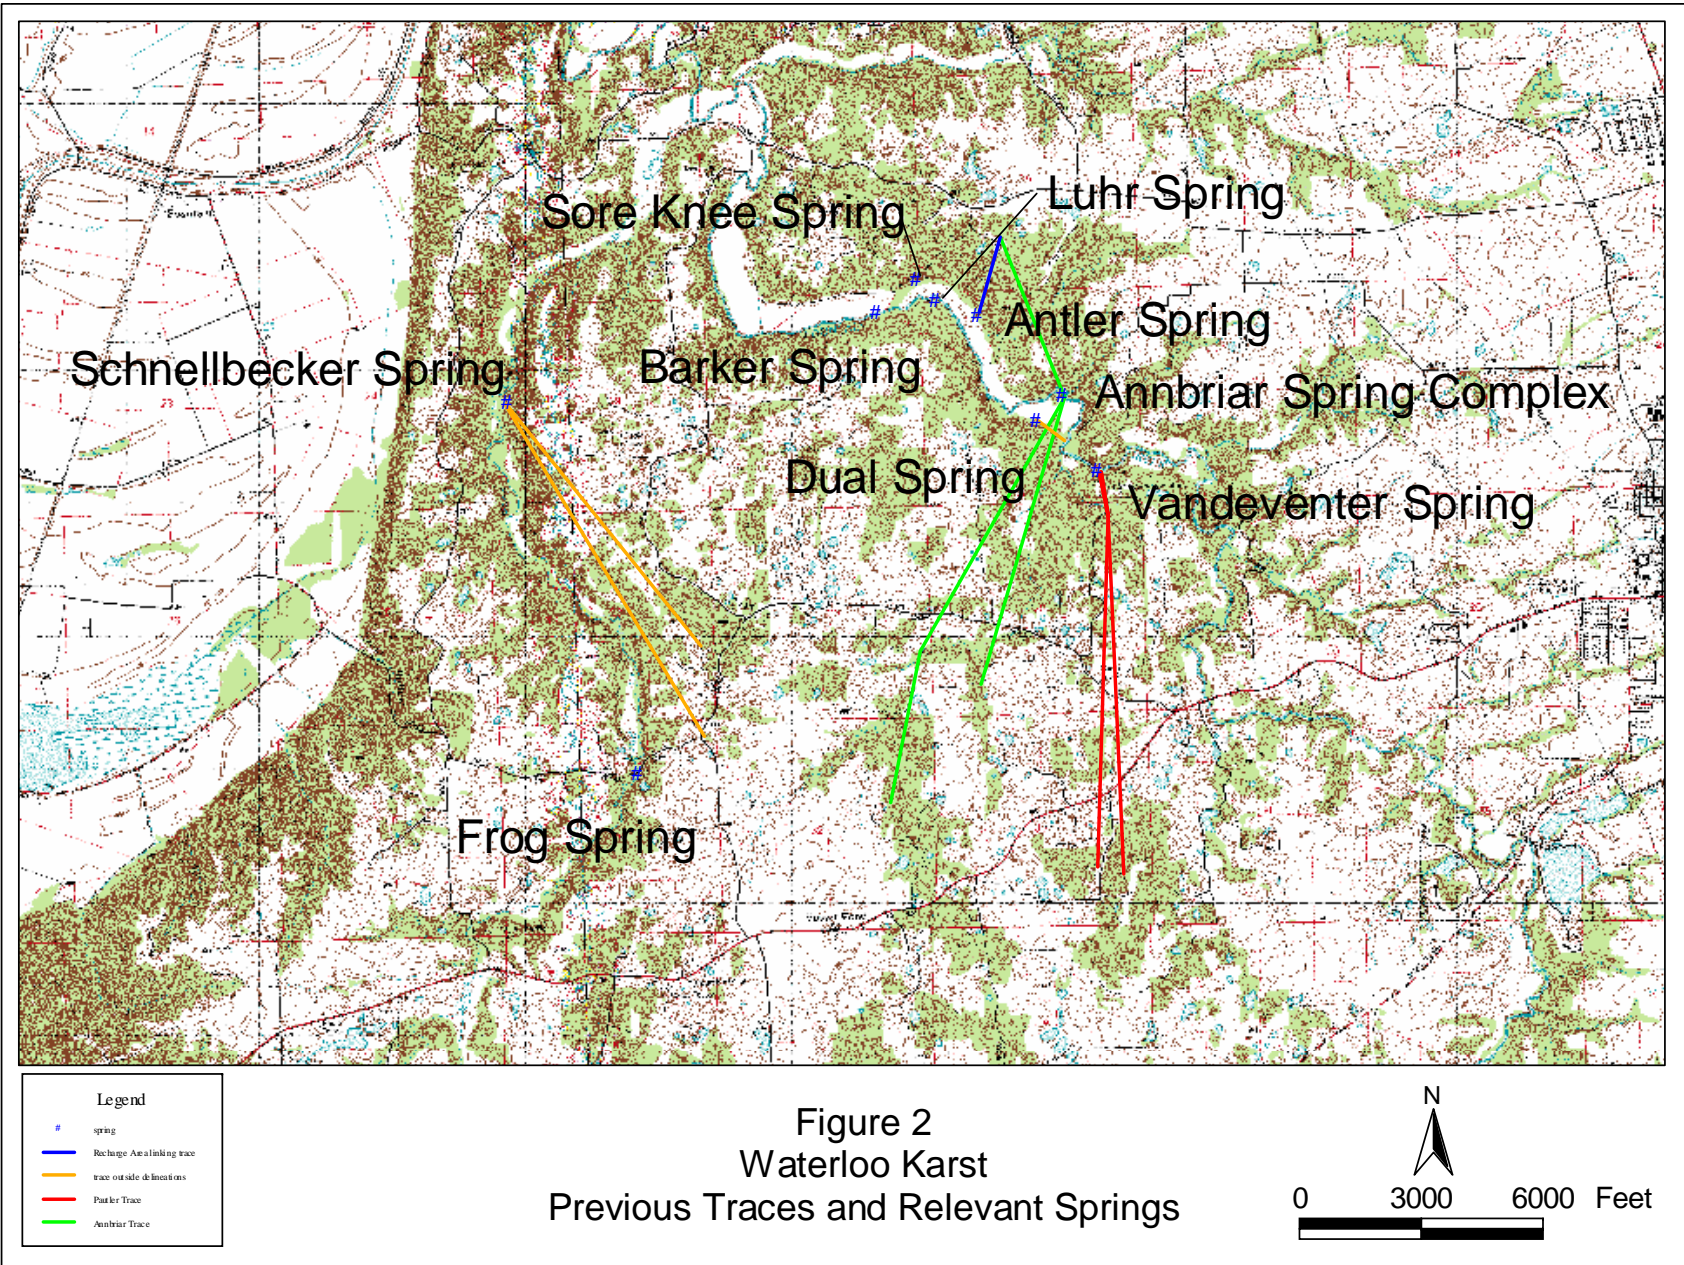 Luhr Spring
Sore Knee Spring
Antler Spring
Schnellbecker Spring
Barker Spring
Annbriar Spring Complex
Dual Spring
Vandeventer Spring
Frog Spring
Legend
# spring
Recharge Area linking trace
trace outside delineations
Pautler Trace
Annbriar Trace
Figure 2
Waterloo Karst
Previous Traces and Relevant Springs
N
0 3000 6000 Feet